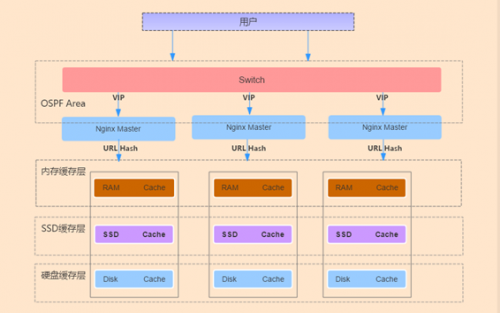 用户
Switch
VIP VIP VIP
OSPF Area
Nginx Master Nginx Master Nginx Master
URL Hash URL Hash URL Hash
内存缓存层
RAM Cache RAM Cache RAM Cache
SSD缓存层
SSD Cache SSD Cache SSD Cache
硬盘缓存层
Disk Cache Disk Cache Disk Cache